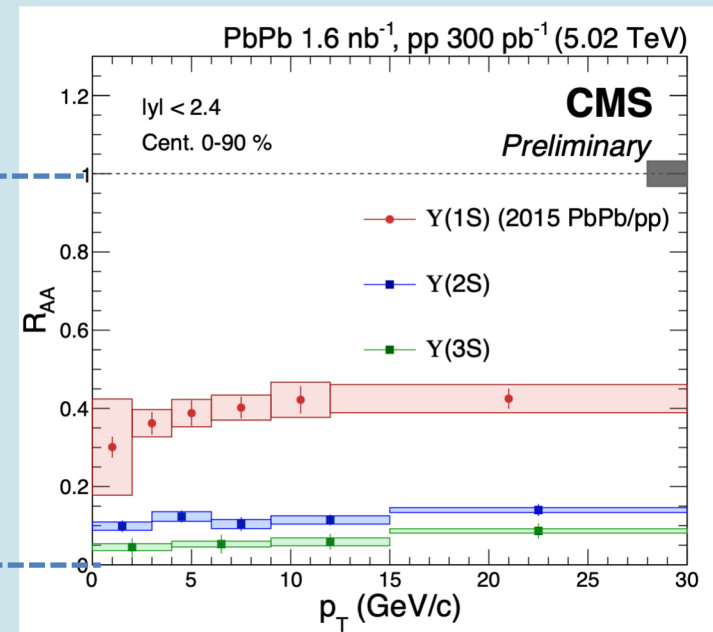 PbPb 1.6 nb⁻¹, pp 300 pb⁻¹ (5.02 TeV)
|y| < 2.4
CMS
Cent. 0-90 %
Preliminary
Υ(1S) (2015 PbPb/pp)
Υ(2S)
Υ(3S)
R_AA
1.2
1
0.8
0.6
0.4
0.2
0
0 5 10 15 20 25 30
p_T (GeV/c)